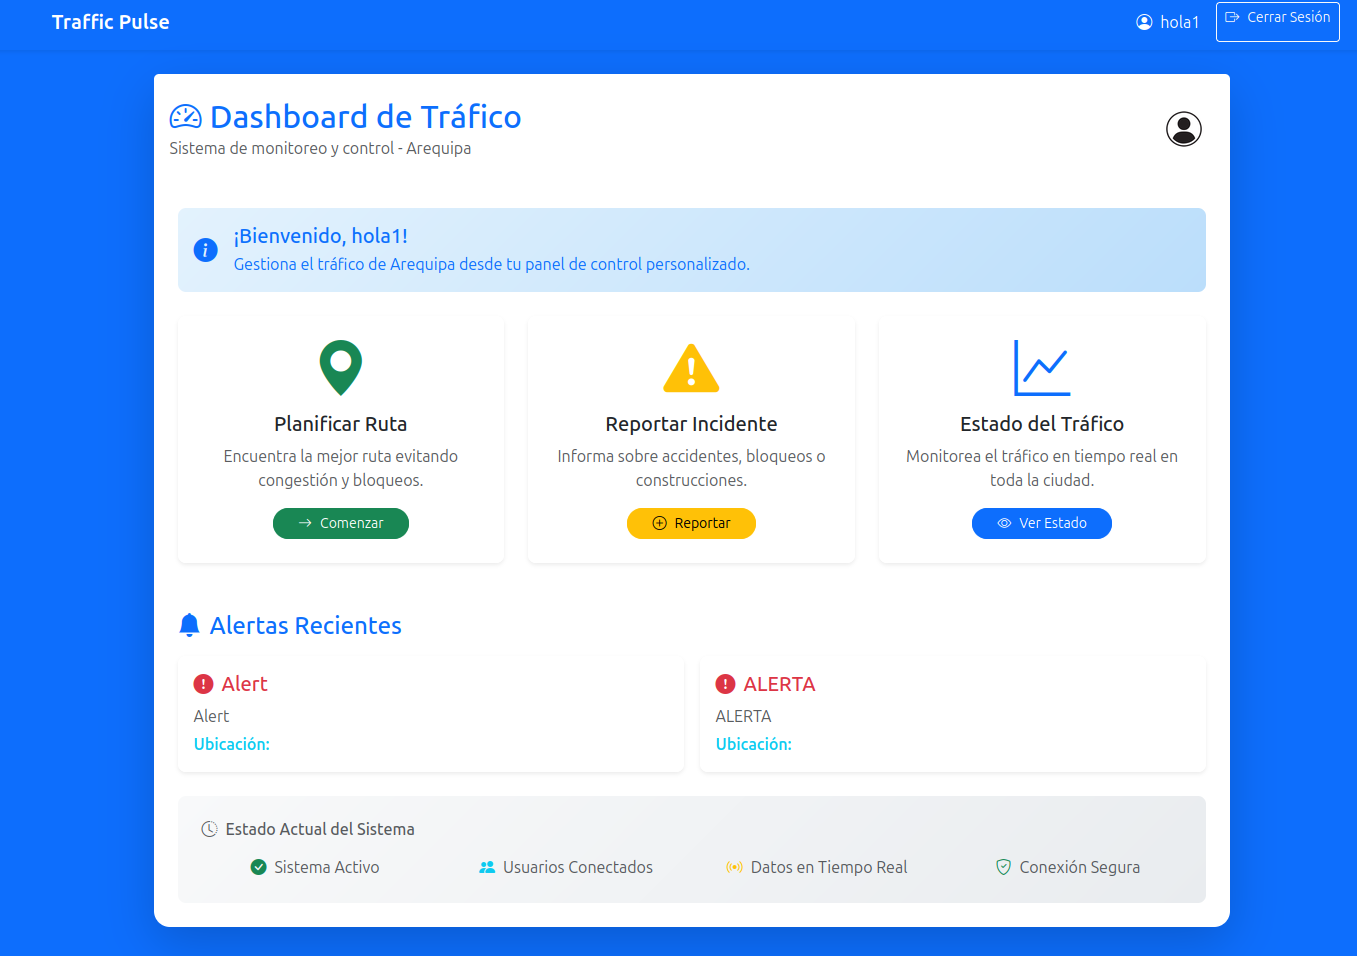 Traffic Pulse
hola1
Cerrar Sesión
Dashboard de Tráfico
Sistema de monitoreo y control - Arequipa
¡Bienvenido, hola1!
Gestiona el tráfico de Arequipa desde tu panel de control personalizado.
Planificar Ruta
Encuentra la mejor ruta evitando
congestión y bloqueos.
Comenzar
Reportar Incidente
Informa sobre accidentes, bloqueos o
construcciones.
Reportar
Estado del Tráfico
Monitorea el tráfico en tiempo real en
toda la ciudad.
Ver Estado
Alertas Recientes
Alert
Alert
Ubicación:
ALERTA
ALERTA
Ubicación:
Estado Actual del Sistema
Sistema Activo
Usuarios Conectados
Datos en Tiempo Real
Conexión Segura